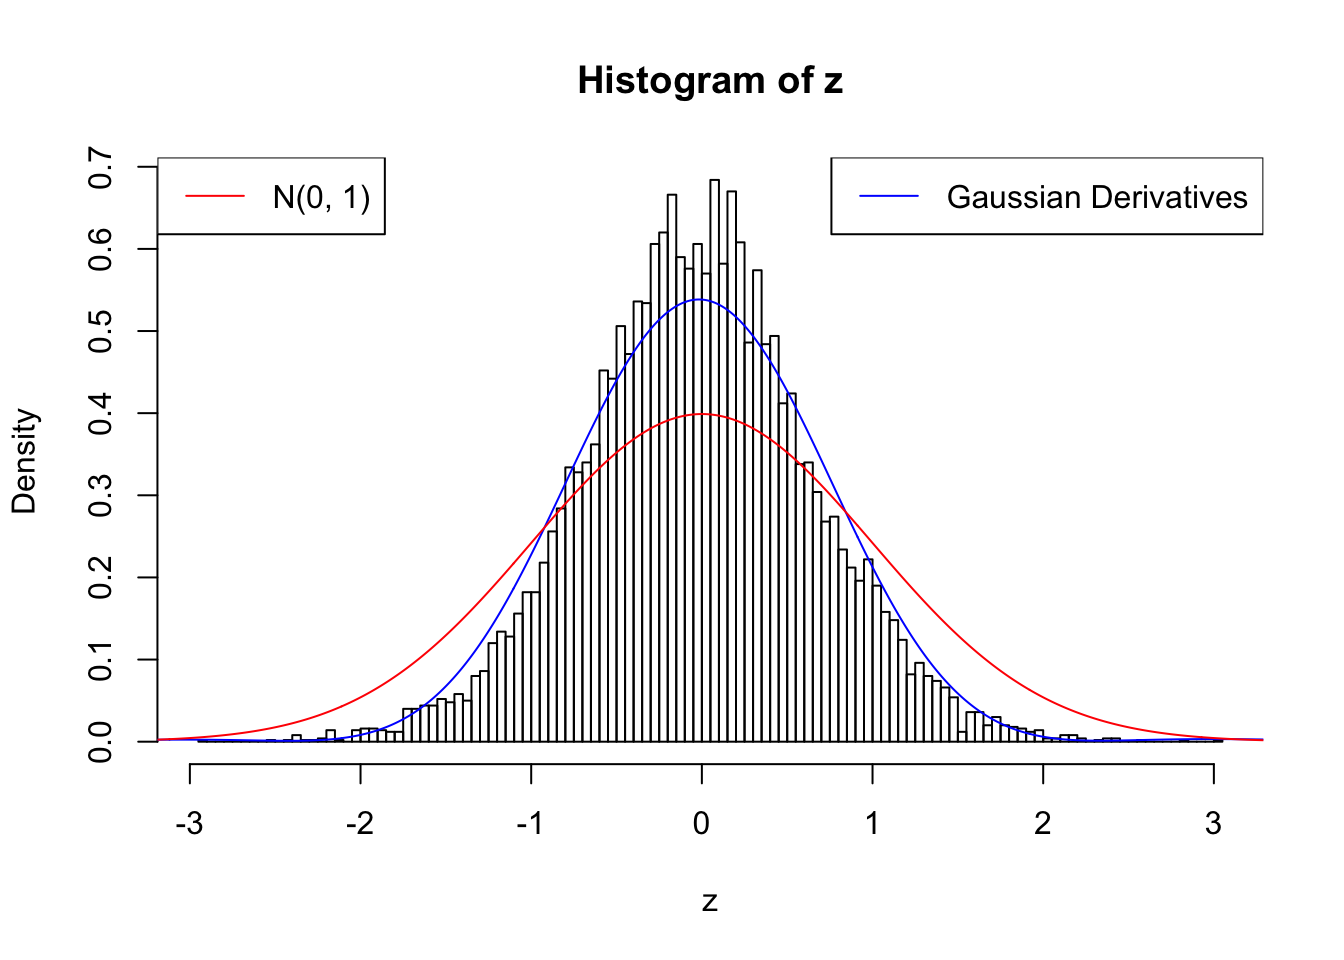 Histogram of z
N(0, 1)
Gaussian Derivatives
Density
0.7
0.6
0.5
0.4
0.3
0.2
0.1
0.0
-3 -2 -1 0 1 2 3
z